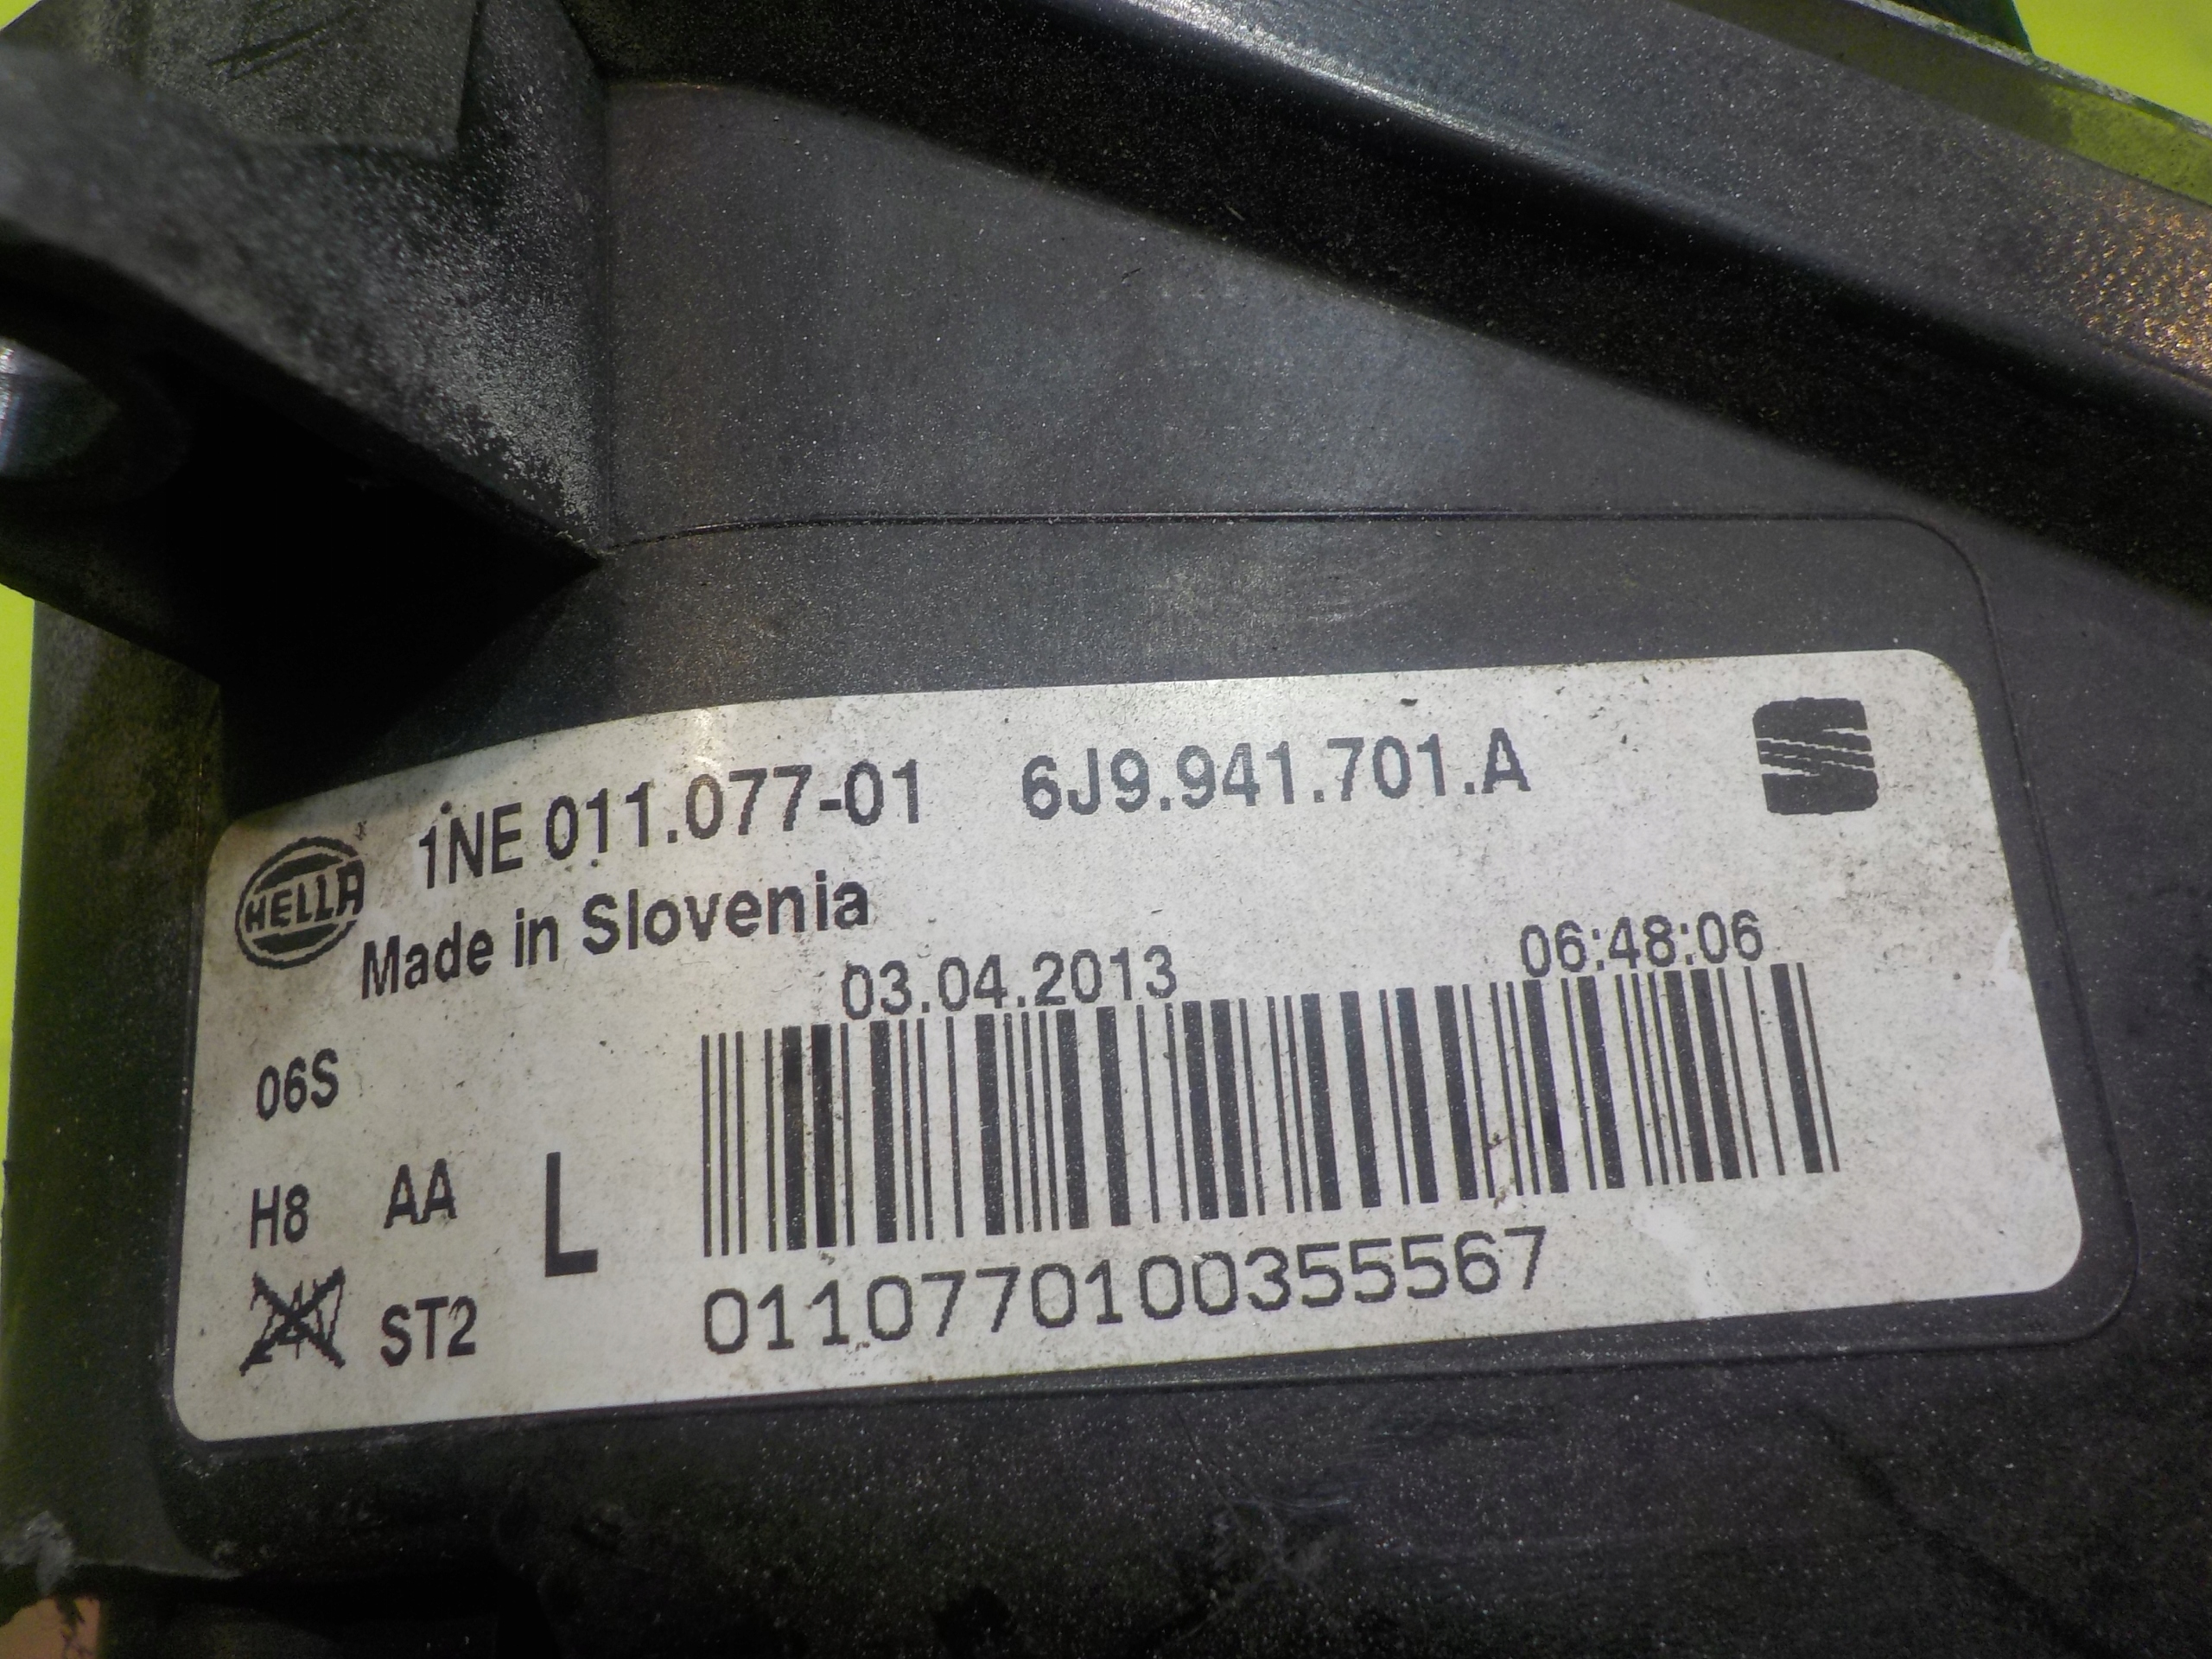 HELLA 1NE 011.077-01 6J9.941.701.A
Made in Slovenia
03.04.2013 06:48:06
06S
H8 AA L
ST2
0110770100355567